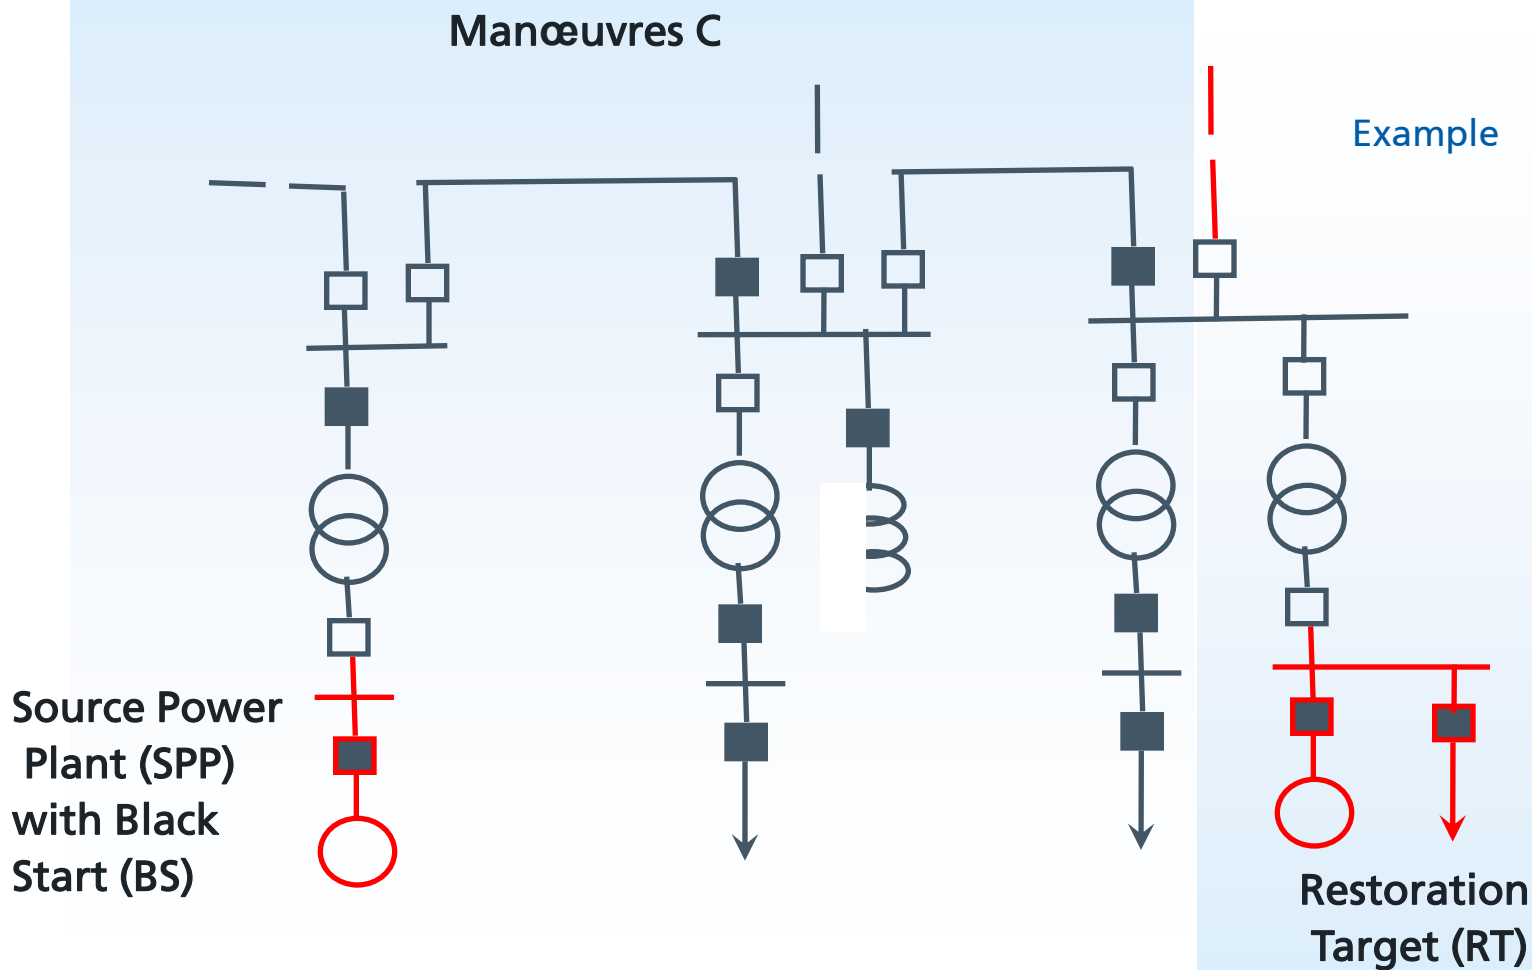 Manœuvres C
Example
Source Power
Plant (SPP)
with Black
Start (BS)
Restoration
Target (RT)